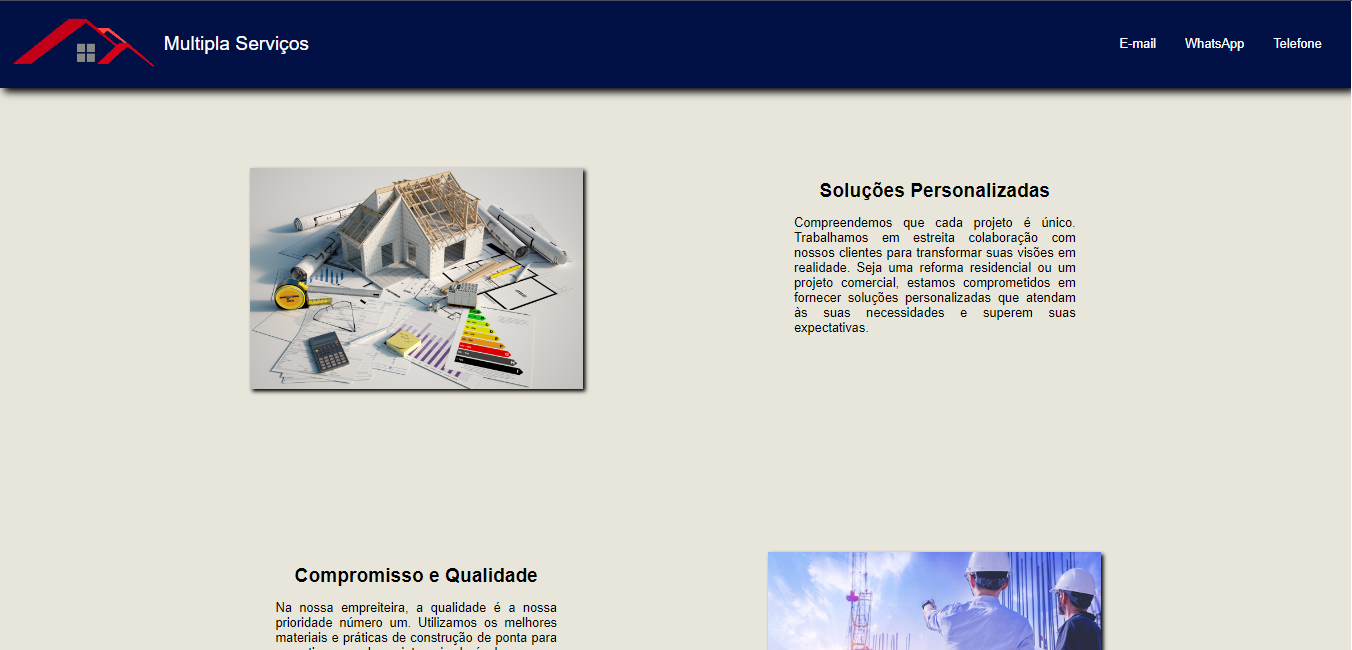 Multipla Serviços
E-mail
WhatsApp
Telefone
Soluções Personalizadas
Compreendemos que cada projeto é único.
Trabalhamos em estreita colaboração com
nossos clientes para transformar suas visões em
realidade. Seja uma reforma residencial ou um
projeto comercial, estamos comprometidos em
fornecer soluções personalizadas que atendam
às suas necessidades e superem suas
expectativas.
Compromisso e Qualidade
Na nossa empreiteira, a qualidade é a nossa
prioridade número um. Utilizamos os melhores
materiais e práticas de construção de ponta para